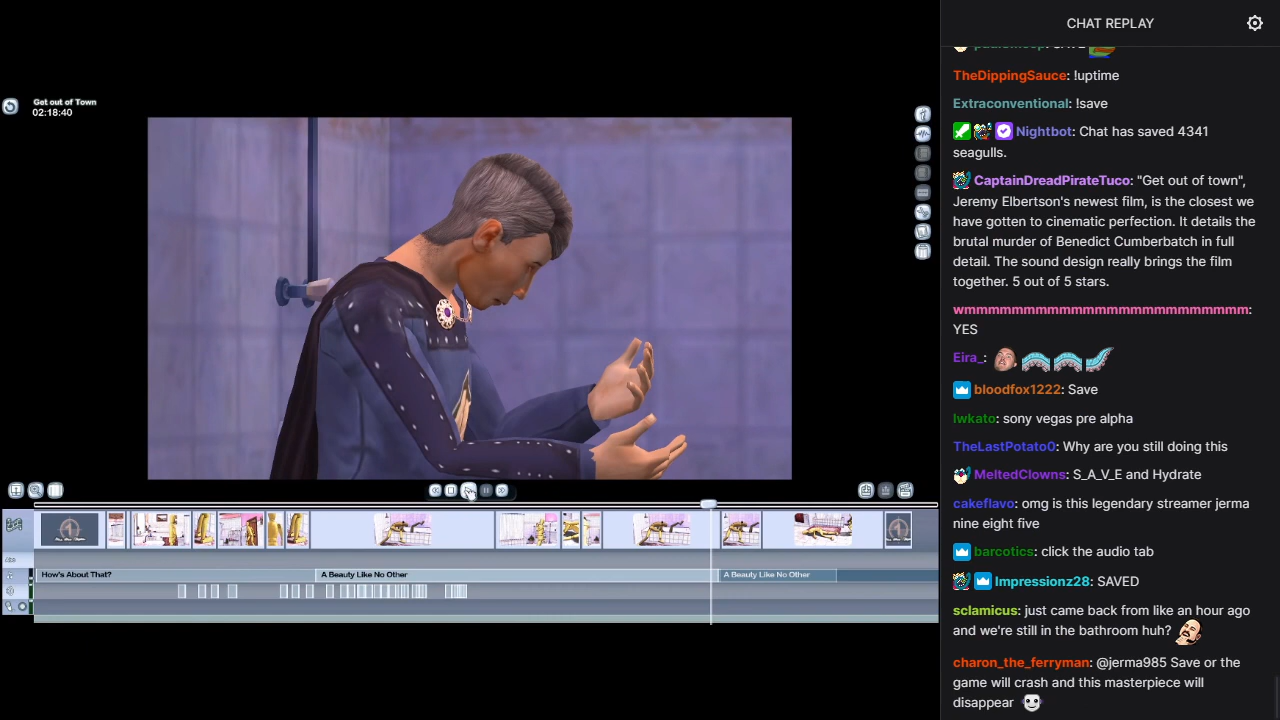 CHAT REPLAY
TheDippingSauce: !uptime
Extraconventional: !save
Nightbot: Chat has saved 4341
seagulls.
CaptainDreadPirateTuco: "Get out of town",
Jeremy Elbertson's newest film, is the closest we
have gotten to cinematic perfection. It details the
brutal murder of Benedict Cumberbatch in full
detail. The sound design really brings the film
together. 5 out of 5 stars.
wmmmmmmmmmmmmmmmmmmmmmmmm:
YES
Eira_:
bloodfox1222: Save
lwkato: sony vegas pre alpha
TheLastPotato0: Why are you still doing this
MeltedClowns: S_A_V_E and Hydrate
cakeflavo: omg is this legendary streamer jerma
nine eight five
barcotics: click the audio tab
Impressionz28: SAVED
sclamicus: just came back from like an hour ago
and we're still in the bathroom huh?
charon_the_ferryman: @jerma985 Save or the
game will crash and this masterpiece will
disappear
Get out of Town
02:18:40
How's About That?
A Beauty Like No Other
A Beauty Like No Other